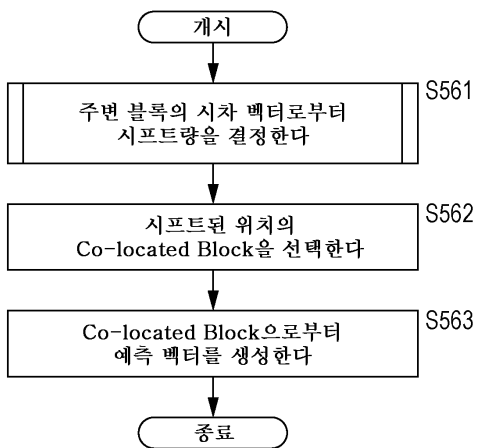 개시
S561
주변 블록의 시차 벡터로부터
시프트량을 결정한다
S562
시프트된 위치의
Co-located Block을 선택한다
S563
Co-located Block으로부터
예측 벡터를 생성한다
종료